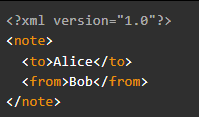 <?xml version="1.0"?>
<note>
  <to>Alice</to>
  <from>Bob</from>
</note>